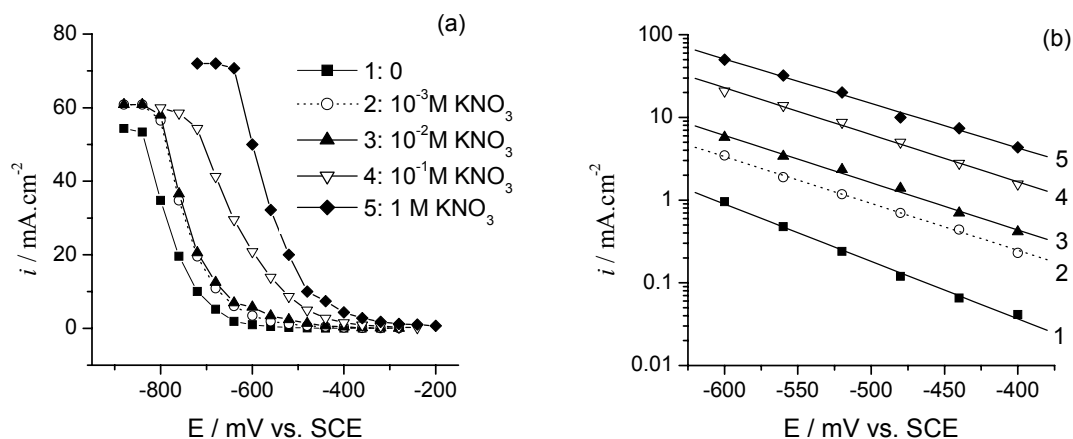 (a)
80
60
40
20
0
i / mA.cm⁻²
-800
-600
-400
-200
E / mV vs. SCE
1: 0
2: 10⁻³M KNO₃
3: 10⁻²M KNO₃
4: 10⁻¹M KNO₃
5: 1 M KNO₃
(b)
100
10
1
0.1
0.01
i / mA.cm⁻²
5
4
3
2
1
-600
-550
-500
-450
-400
E / mV vs. SCE